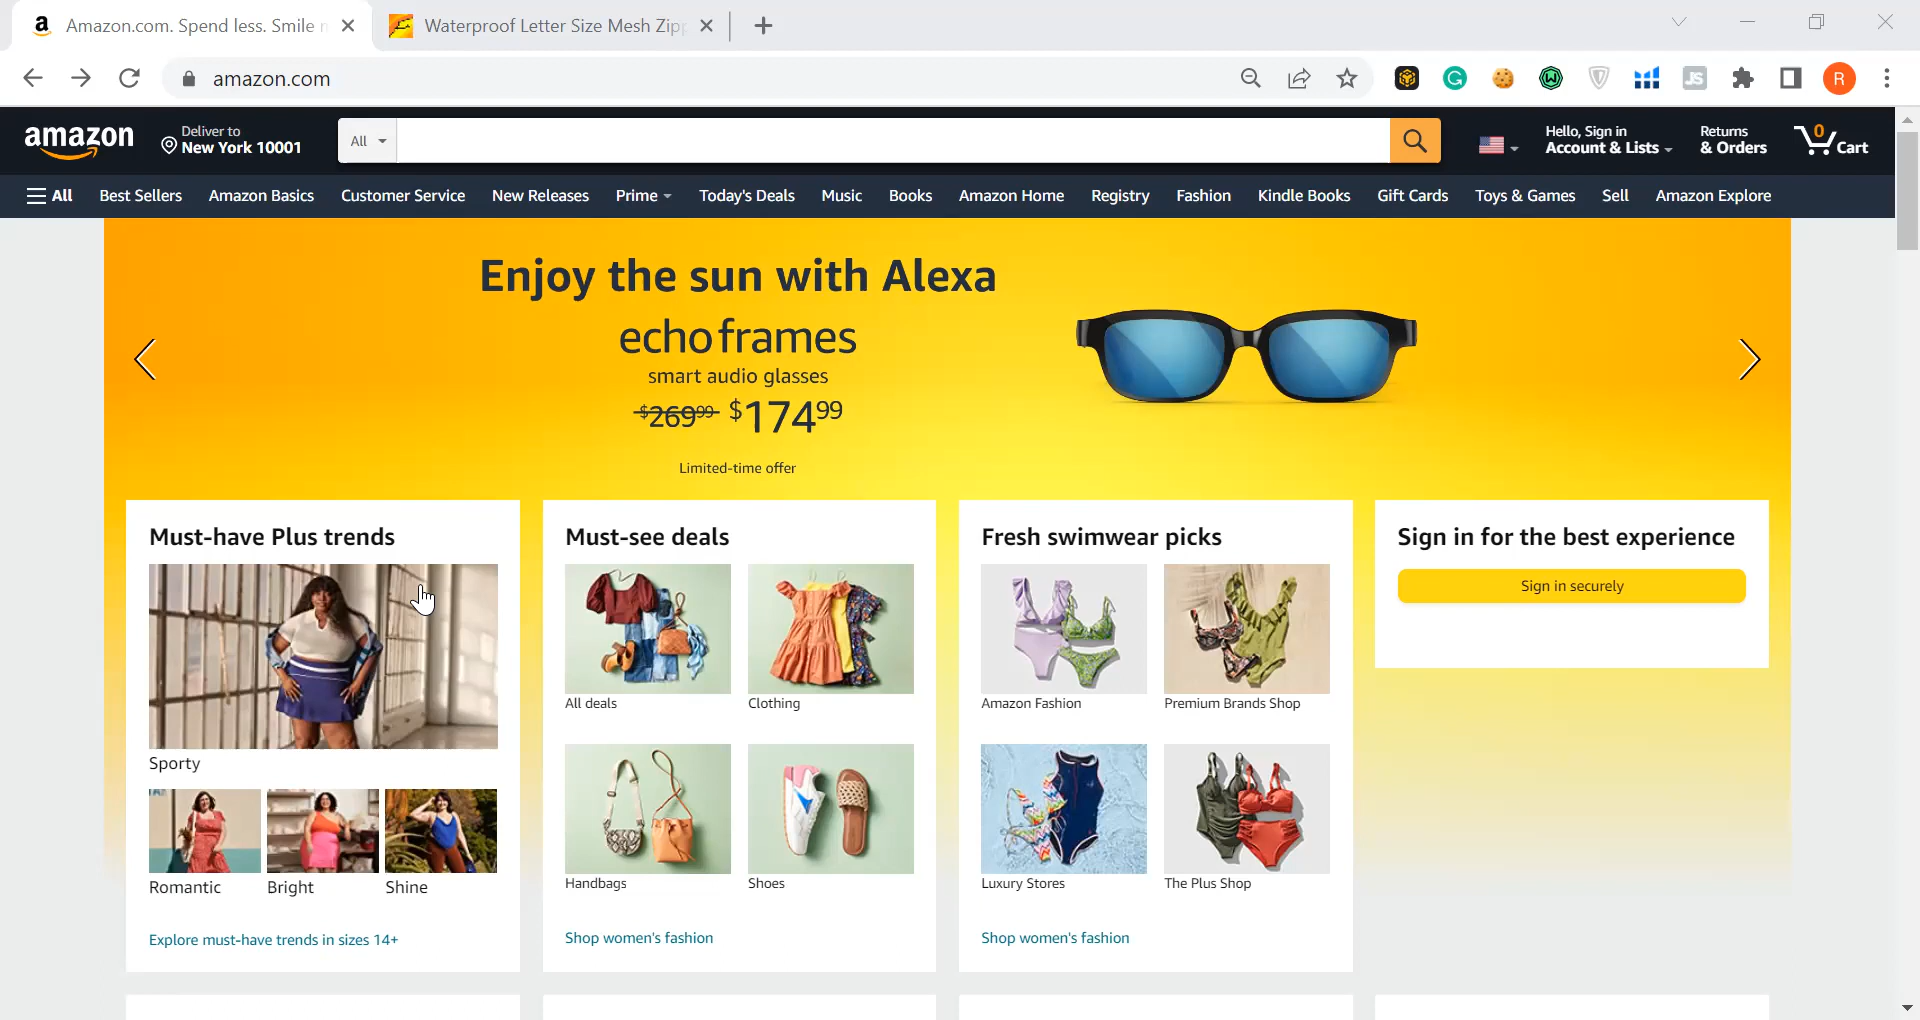 Amazon.com. Spend less. Smile
Waterproof Letter Size Mesh Zip
amazon.com
R
amazon
Deliver to
New York 10001
All
Hello, Sign in
Account & Lists
Returns
& Orders
0
Cart
All
Best Sellers
Amazon Basics
Customer Service
New Releases
Prime
Today's Deals
Music
Books
Amazon Home
Registry
Fashion
Kindle Books
Gift Cards
Toys & Games
Sell
Amazon Explore
Enjoy the sun with Alexa
echo frames
smart audio glasses
$269.99 $174.99
Limited-time offer
Must-have Plus trends
Sporty
Romantic
Bright
Shine
Explore must-have trends in sizes 14+
Must-see deals
All deals
Clothing
Handbags
Shoes
Shop women's fashion
Fresh swimwear picks
Amazon Fashion
Premium Brands Shop
Luxury Stores
The Plus Shop
Shop women's fashion
Sign in for the best experience
Sign in securely